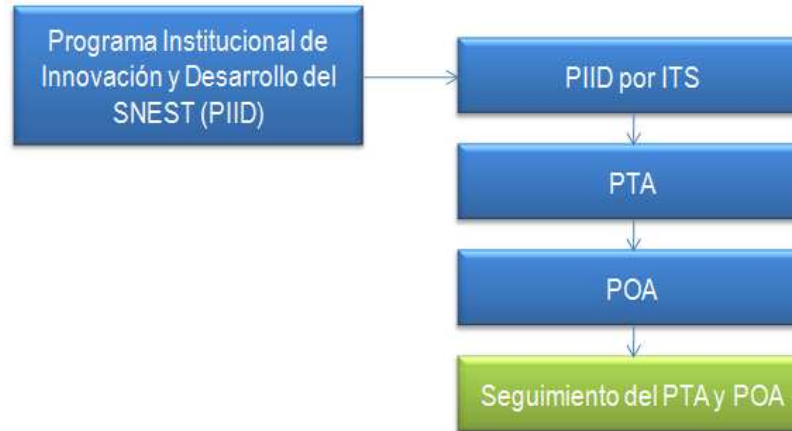 Programa Institucional de
Innovación y Desarrollo del
SNEST (PIID)
PIID por ITS
PTA
POA
Seguimiento del PTA y POA